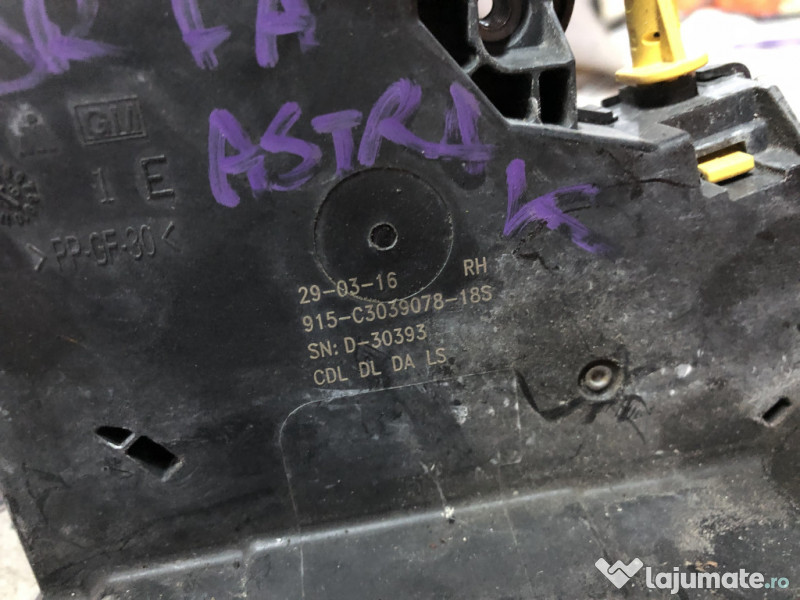 ASTRA
K
GM
1 E
>PP-GF-30<
29-03-16 RH
915-C3039078-18S
SN: D-30393
CDL DL DA LS
lajumate.ro